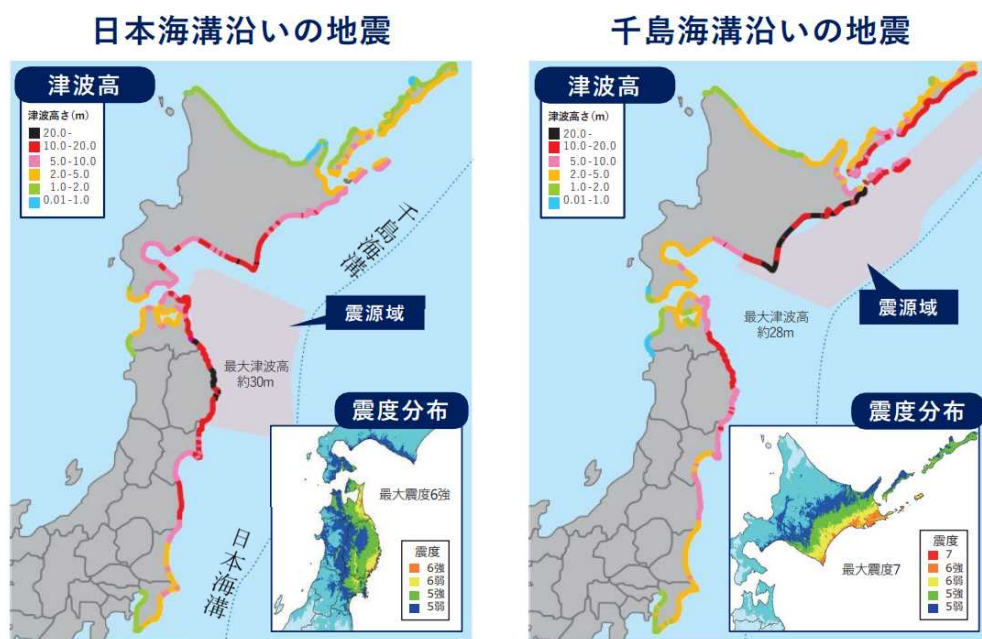 日本海溝沿いの地震
津波高
津波高さ(m)
20.0-
10.0-20.0
5.0-10.0
2.0-5.0
1.0-2.0
0.01-1.0
千島海溝
震源域
最大津波高
約30m
日本海溝
震度分布
最大震度6強
震度
6強
6弱
5強
5弱
千島海溝沿いの地震
津波高
津波高さ(m)
20.0-
10.0-20.0
5.0-10.0
2.0-5.0
1.0-2.0
0.01-1.0
震源域
最大津波高
約28m
震度分布
最大震度7
震度
7
6強
6弱
5強
5弱